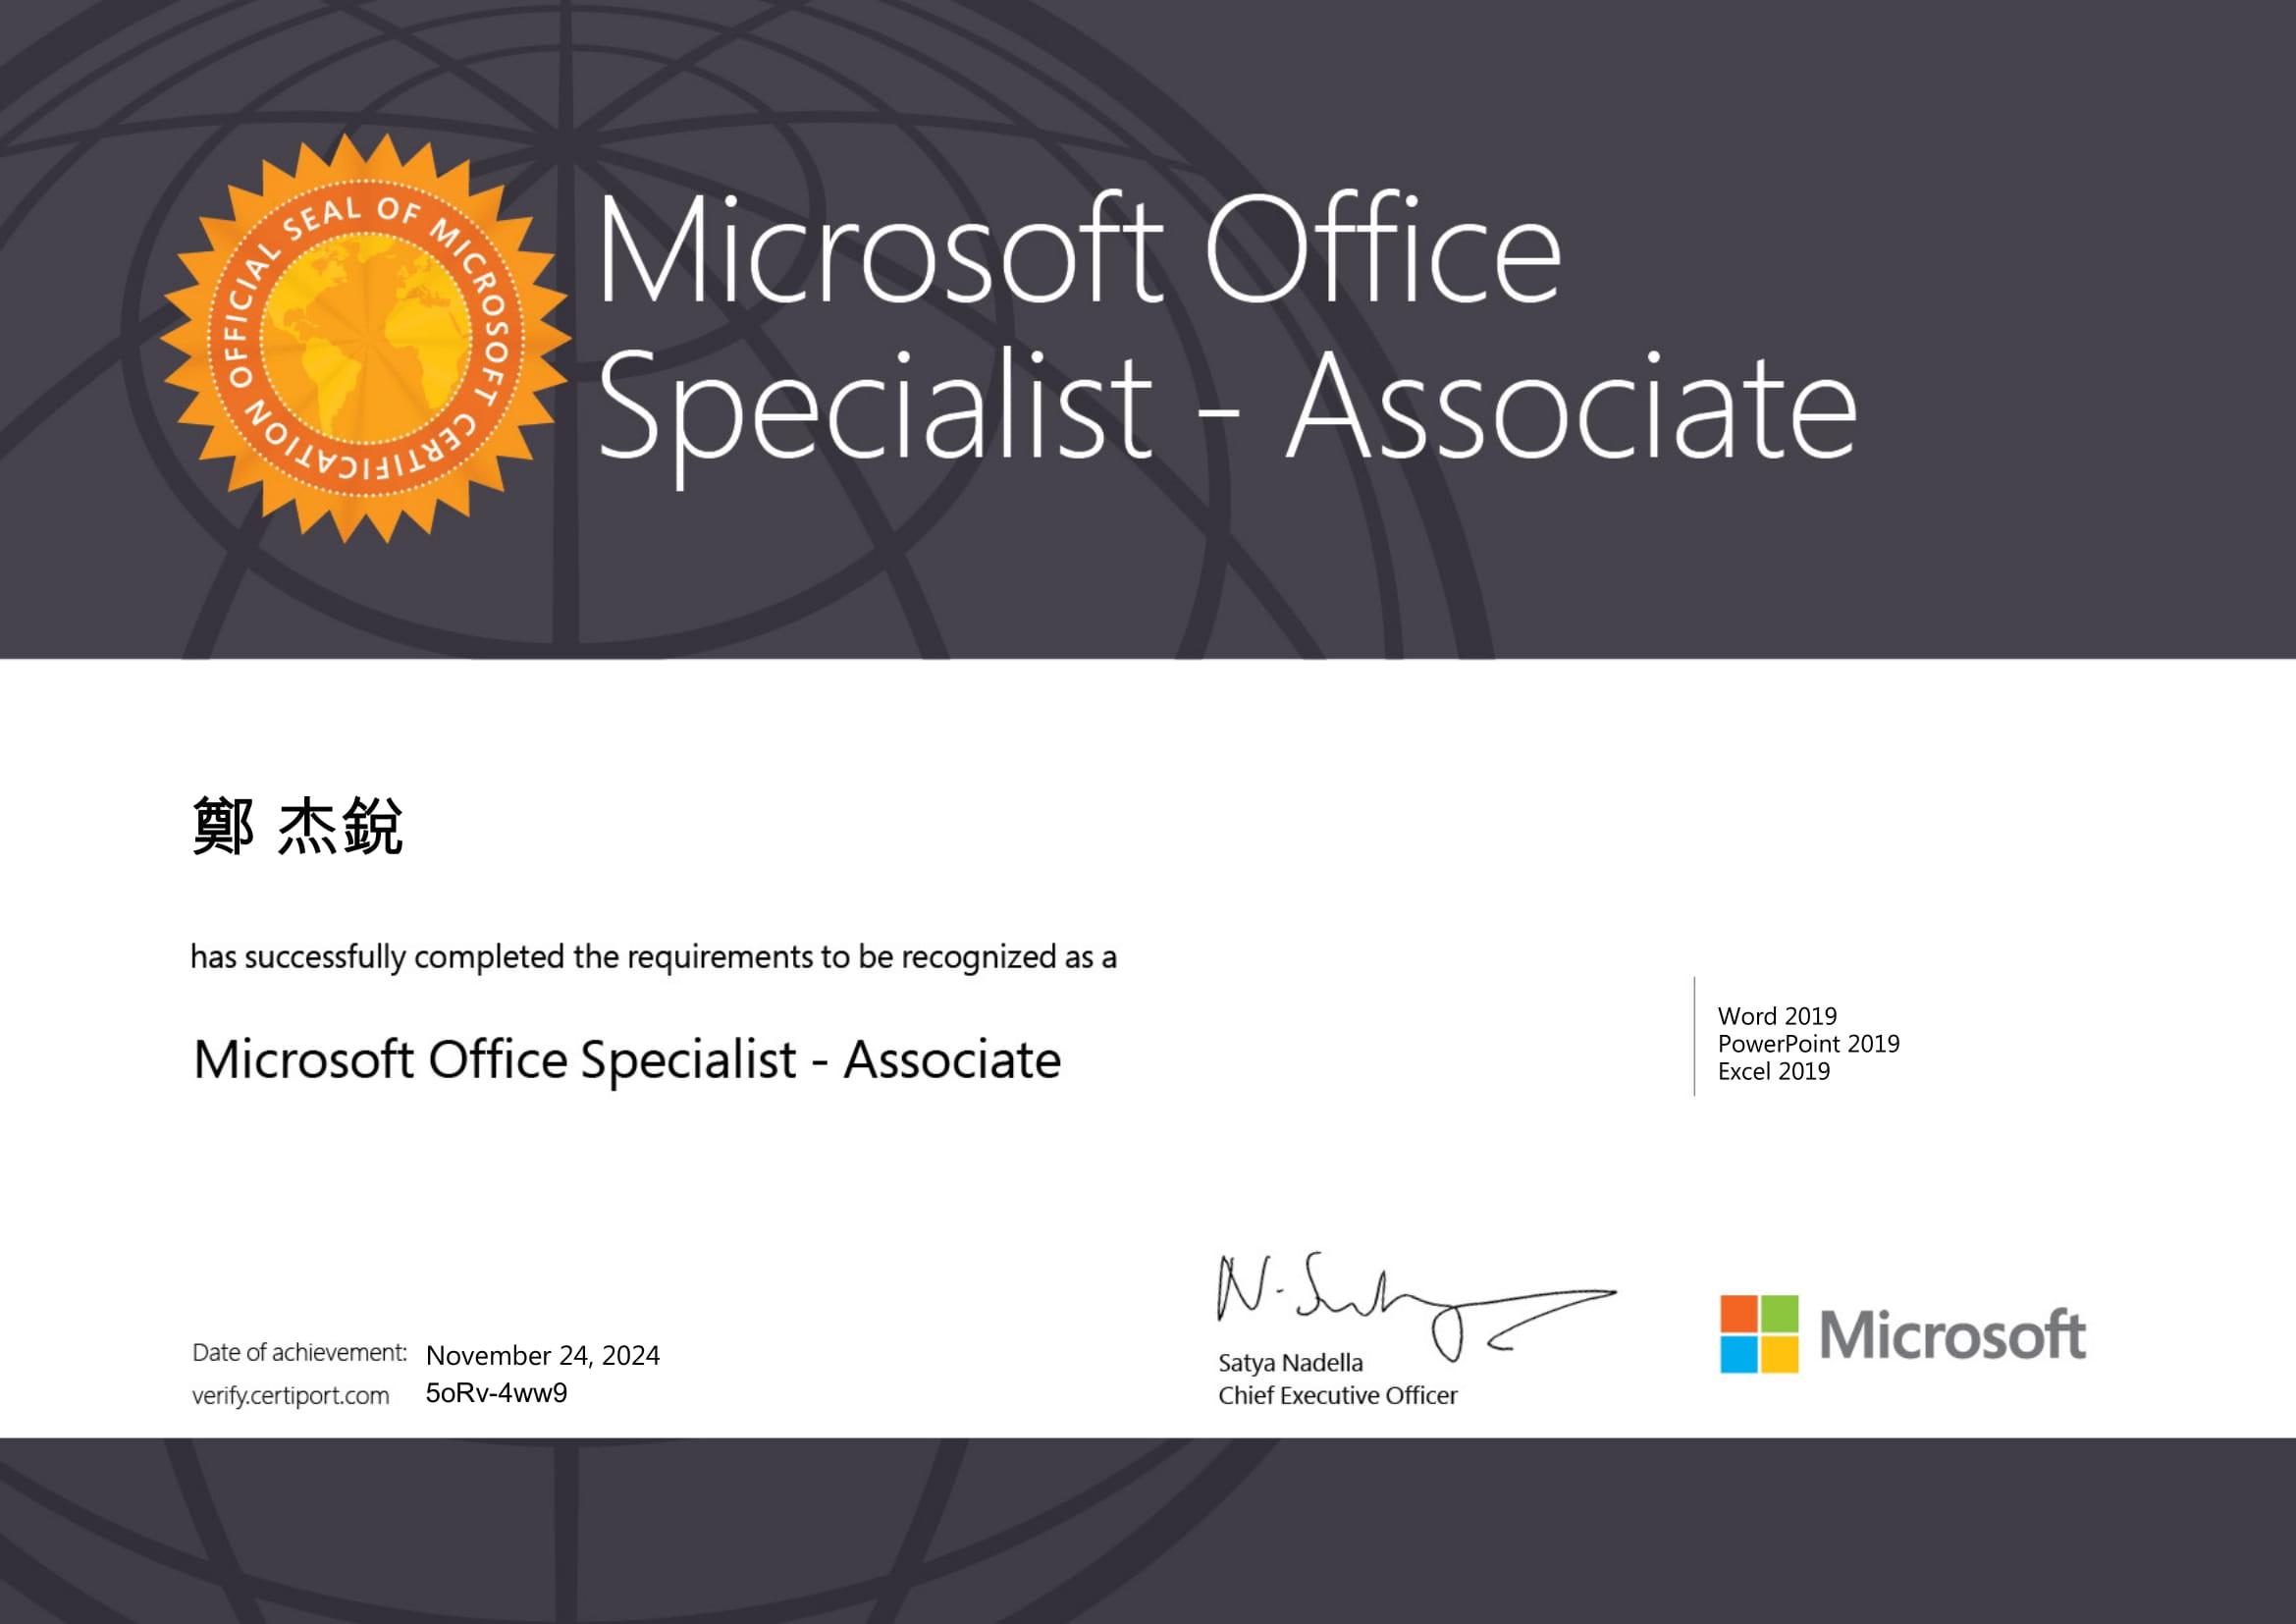 OFFICIAL SEAL OF MICROSOFT CERTIFICATION
Microsoft Office
Specialist - Associate
鄭 杰銳
has successfully completed the requirements to be recognized as a
Microsoft Office Specialist - Associate
Word 2019
PowerPoint 2019
Excel 2019
Date of achievement: November 24, 2024
verify.certiport.com 5oRv-4ww9
Satya Nadella
Chief Executive Officer
Microsoft